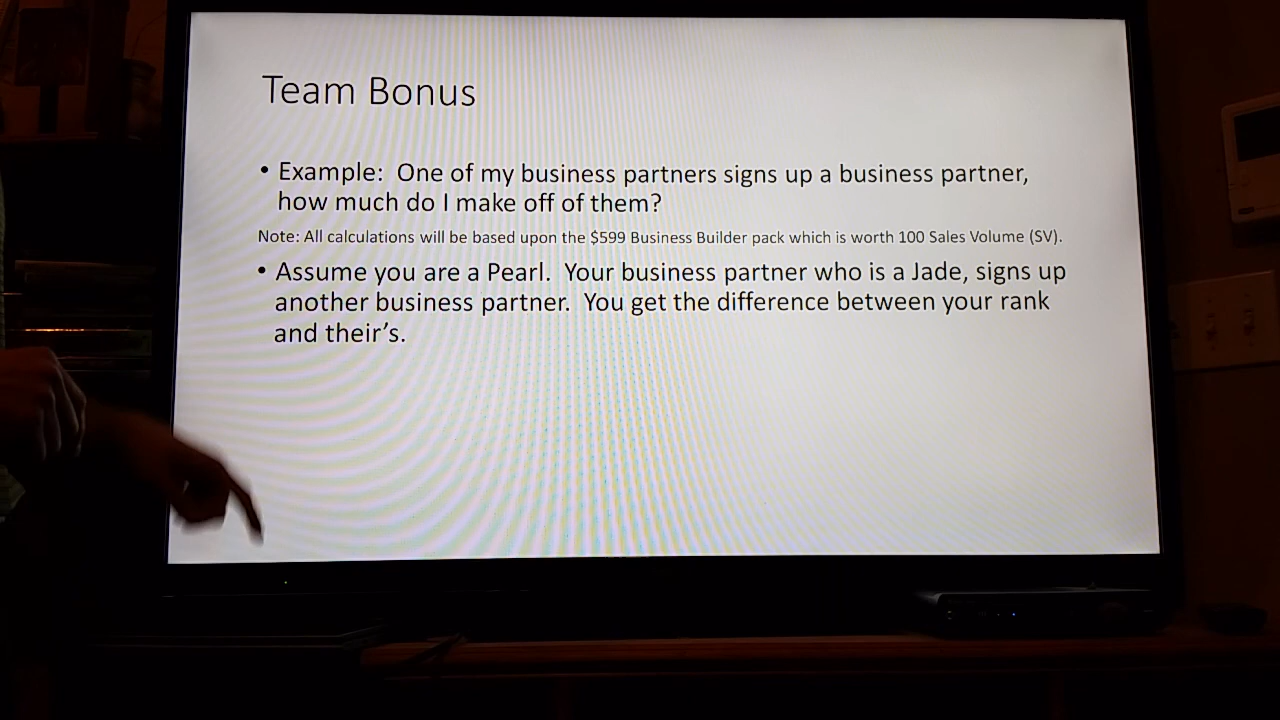 Team Bonus
• Example: One of my business partners signs up a business partner,
how much do I make off of them?
Note: All calculations will be based upon the $599 Business Builder pack which is worth 100 Sales Volume (SV).
• Assume you are a Pearl. Your business partner who is a Jade, signs up
another business partner. You get the difference between your rank
and their's.